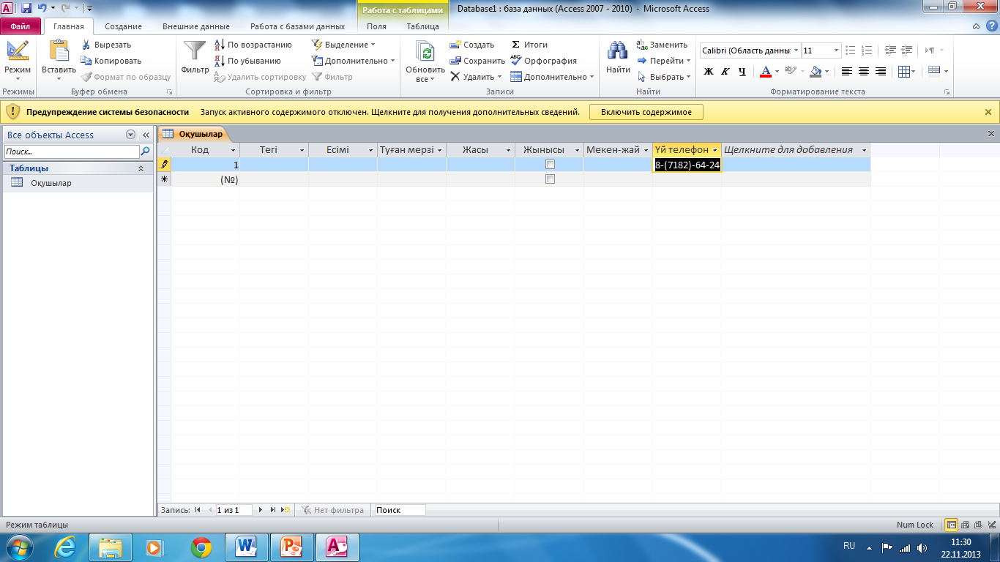 Работа с таблицами
Database1 : база данных (Access 2007 - 2010) - Microsoft Access
Файл Главная Создание Внешние данные Работа с базами данных Поля Таблица
Режим
Режимы
Вставить
Вырезать
Копировать
Формат по образцу
Буфер обмена
Фильтр
По возрастанию
По убыванию
Удалить сортировку
Выделение
Дополнительно
Фильтр
Сортировка и фильтр
Обновить
все
Создать
Сохранить
Удалить
Итоги
Орфография
Дополнительно
Записи
Найти
Заменить
Перейти
Выбрать
Найти
Calibri (Область данны 11
Ж К Ч
Форматирование текста
Предупреждение системы безопасности Запуск активного содержимого отключен. Щелкните для получения дополнительных сведений. Включить содержимое
Все объекты Access
Поиск...
Таблицы
Оқушылар
Оқушылар
Код Тегі Есімі Туған мерзі Жасы Жынысы Мекен-жай Үй телефон Щелкните для добавления
1 8-(7182)-64-24
(№)
Запись: 1 из 1 Нет фильтра Поиск
Режим таблицы Num Lock
RU 11:30
22.11.2013